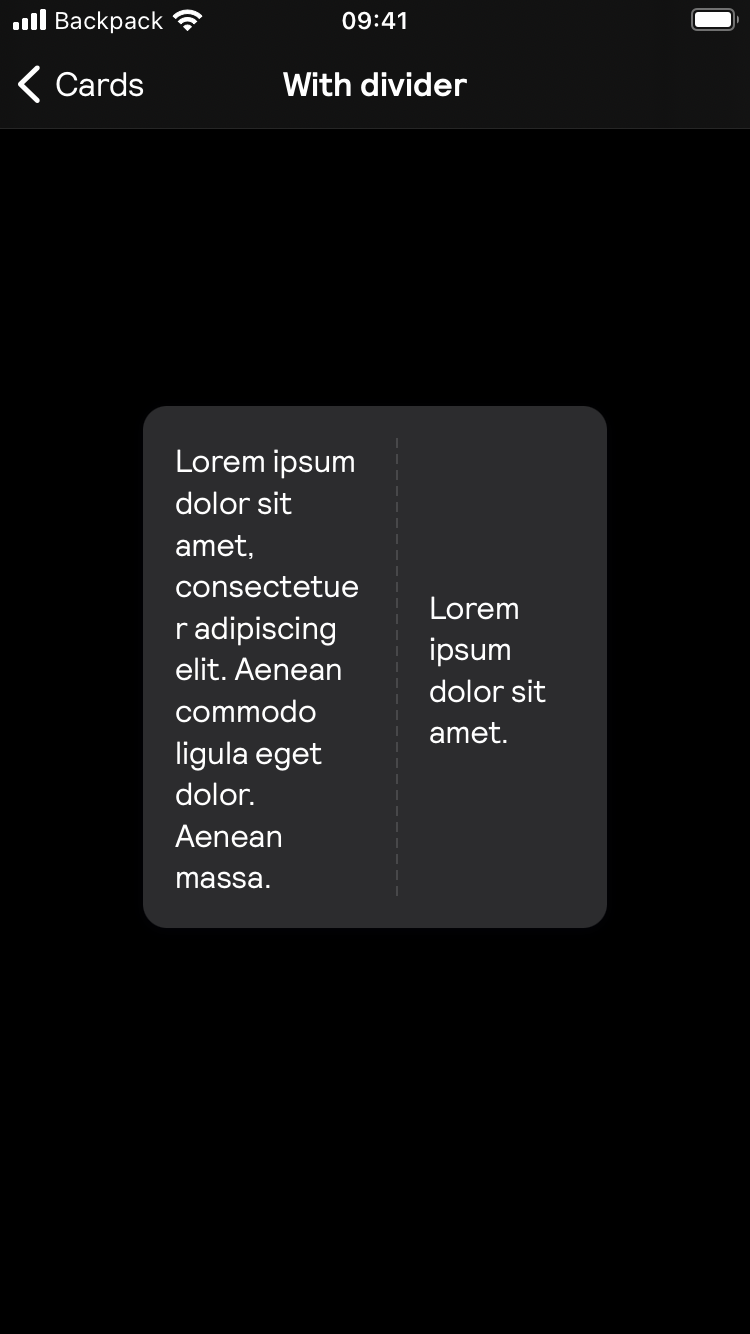 Backpack 09:41
Cards With divider
Lorem ipsum
dolor sit
amet,
consectetue
r adipiscing
elit. Aenean
commodo
ligula eget
dolor.
Aenean
massa.
Lorem
ipsum
dolor sit
amet.